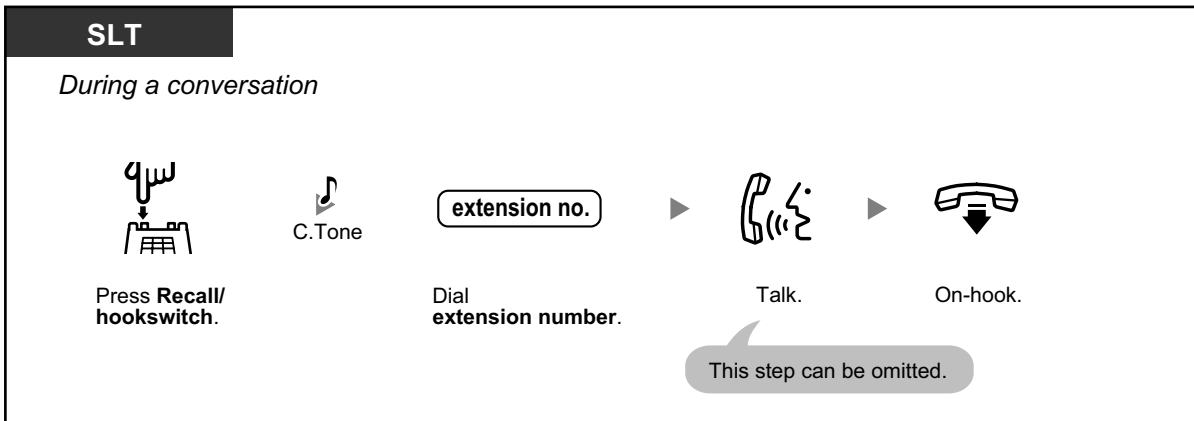 SLT
During a conversation
C.Tone
extension no.
Press Recall/
hookswitch.
Dial
extension number.
Talk.
On-hook.
This step can be omitted.